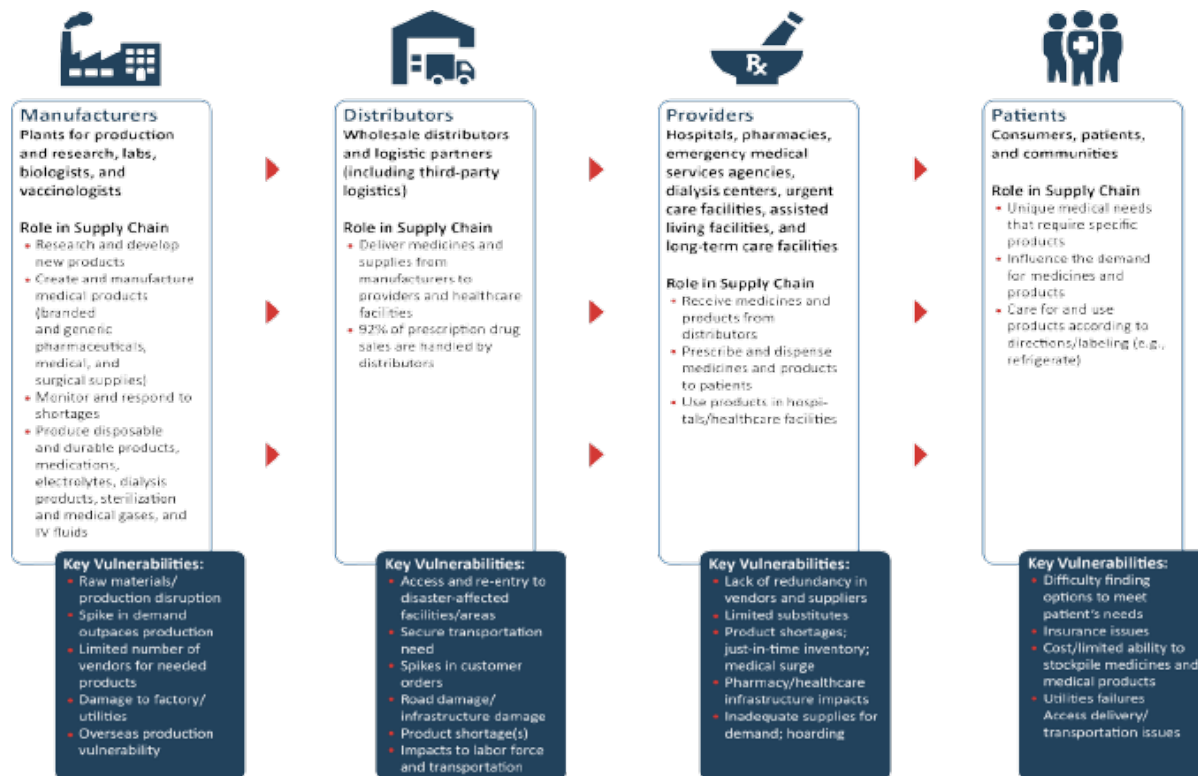 Rx
Manufacturers
Plants for production
and research, labs,
biologists, and
vaccinologists
Role in Supply Chain
• Research and develop
new products
• Create and manufacture
medical products
(branded
and generic
pharmaceuticals,
medical, and
surgical supplies)
• Monitor and respond to
shortages
• Produce disposable
and durable products,
medications,
electrolytes, dialysis
products, sterilization
and medical gases, and
IV fluids
Key Vulnerabilities:
• Raw materials/
production disruption
• Spike in demand
outpaces production
• Limited number of
vendors for needed
products
• Damage to factory/
utilities
• Overseas production
vulnerability
Distributors
Wholesale distributors
and logistic partners
(including third-party
logistics)
Role in Supply Chain
• Deliver medicines and
supplies from
manufacturers to
providers and healthcare
facilities
• 92% of prescription drug
sales are handled by
distributors
Key Vulnerabilities:
• Access and re-entry to
disaster-affected
facilities/areas
• Secure transportation
need
• Spikes in customer
orders
• Road damage/
infrastructure damage
• Product shortage(s)
• Impacts to labor force
and transportation
Providers
Hospitals, pharmacies,
emergency medical
services agencies,
dialysis centers, urgent
care facilities, assisted
living facilities, and
long-term care facilities
Role in Supply Chain
• Receive medicines and
products from
distributors
• Prescribe and dispense
medicines and products
to patients
• Use products in hospi-
tals/healthcare facilities
Key Vulnerabilities:
• Lack of redundancy in
vendors and suppliers
• Limited substitutes
• Product shortages;
just-in-time inventory;
medical surge
• Pharmacy/healthcare
infrastructure impacts
• Inadequate supplies for
demand; hoarding
Patients
Consumers, patients,
and communities
Role in Supply Chain
• Unique medical needs
that require specific
products
• Influence the demand
for medicines and
products
• Care for and use
products according to
directions/labeling (e.g.,
refrigerate)
Key Vulnerabilities:
• Difficulty finding
options to meet
patient's needs
• Insurance issues
• Cost/limited ability to
stockpile medicines and
medical products
• Utilities failures
Access delivery/
transportation issues